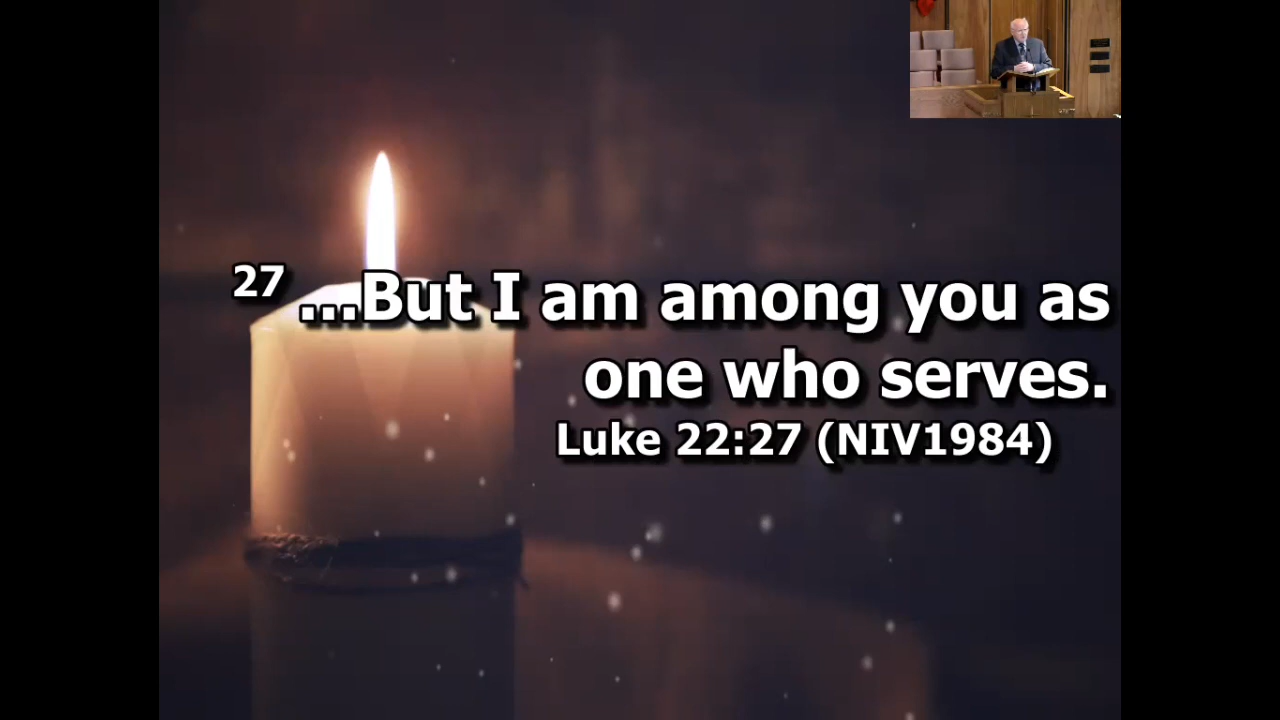 27 ...But I am among you as
one who serves.
Luke 22:27 (NIV1984)